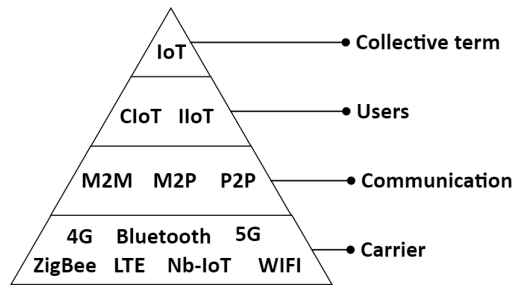 IoT
Collective term
CIoT IIoT
Users
M2M M2P P2P
Communication
4G Bluetooth 5G
ZigBee LTE Nb-IoT WIFI
Carrier